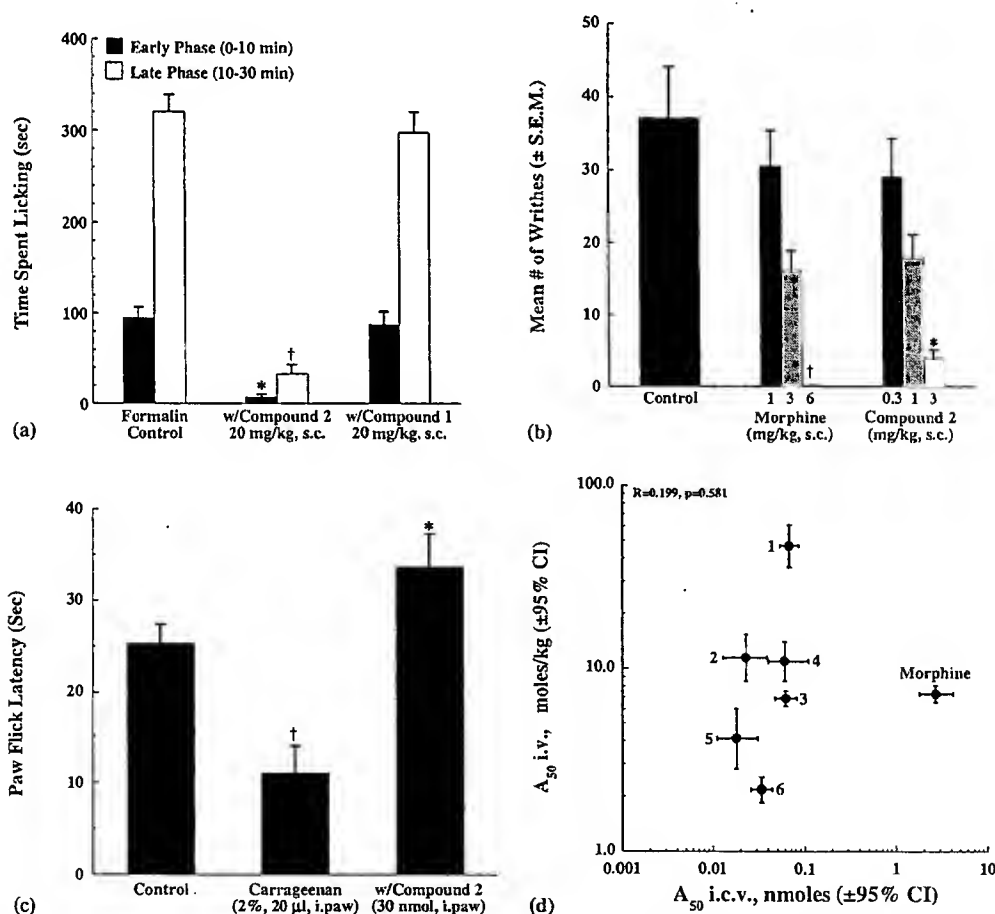 400
300
200
100
0
Time Spent Licking (sec)
Early Phase (0-10 min)
Late Phase (10-30 min)
*
†
Formalin Control
w/Compound 2 20 mg/kg, s.c.
w/Compound 1 20 mg/kg, s.c.
(a)
50
40
30
20
10
0
Mean # of Writhes (± S.E.M.)
†
*
Control
1 3 6
Morphine
(mg/kg, s.c.)
0.3 1 3
Compound 2
(mg/kg, s.c.)
(b)
40
30
20
10
0
Paw Flick Latency (Sec)
†
*
Control
Carrageenan
(2%, 20 µl, i.paw)
w/Compound 2
(30 nmol, i.paw)
(c)
100.0
10.0
1.0
A50 i.v., moles/kg (±95% CI)
R=0.199, p=0.581
1
2
4
3
Morphine
5
6
0.001 0.01 0.1 1 10
A50 i.c.v., nmoles (±95% CI)
(d)